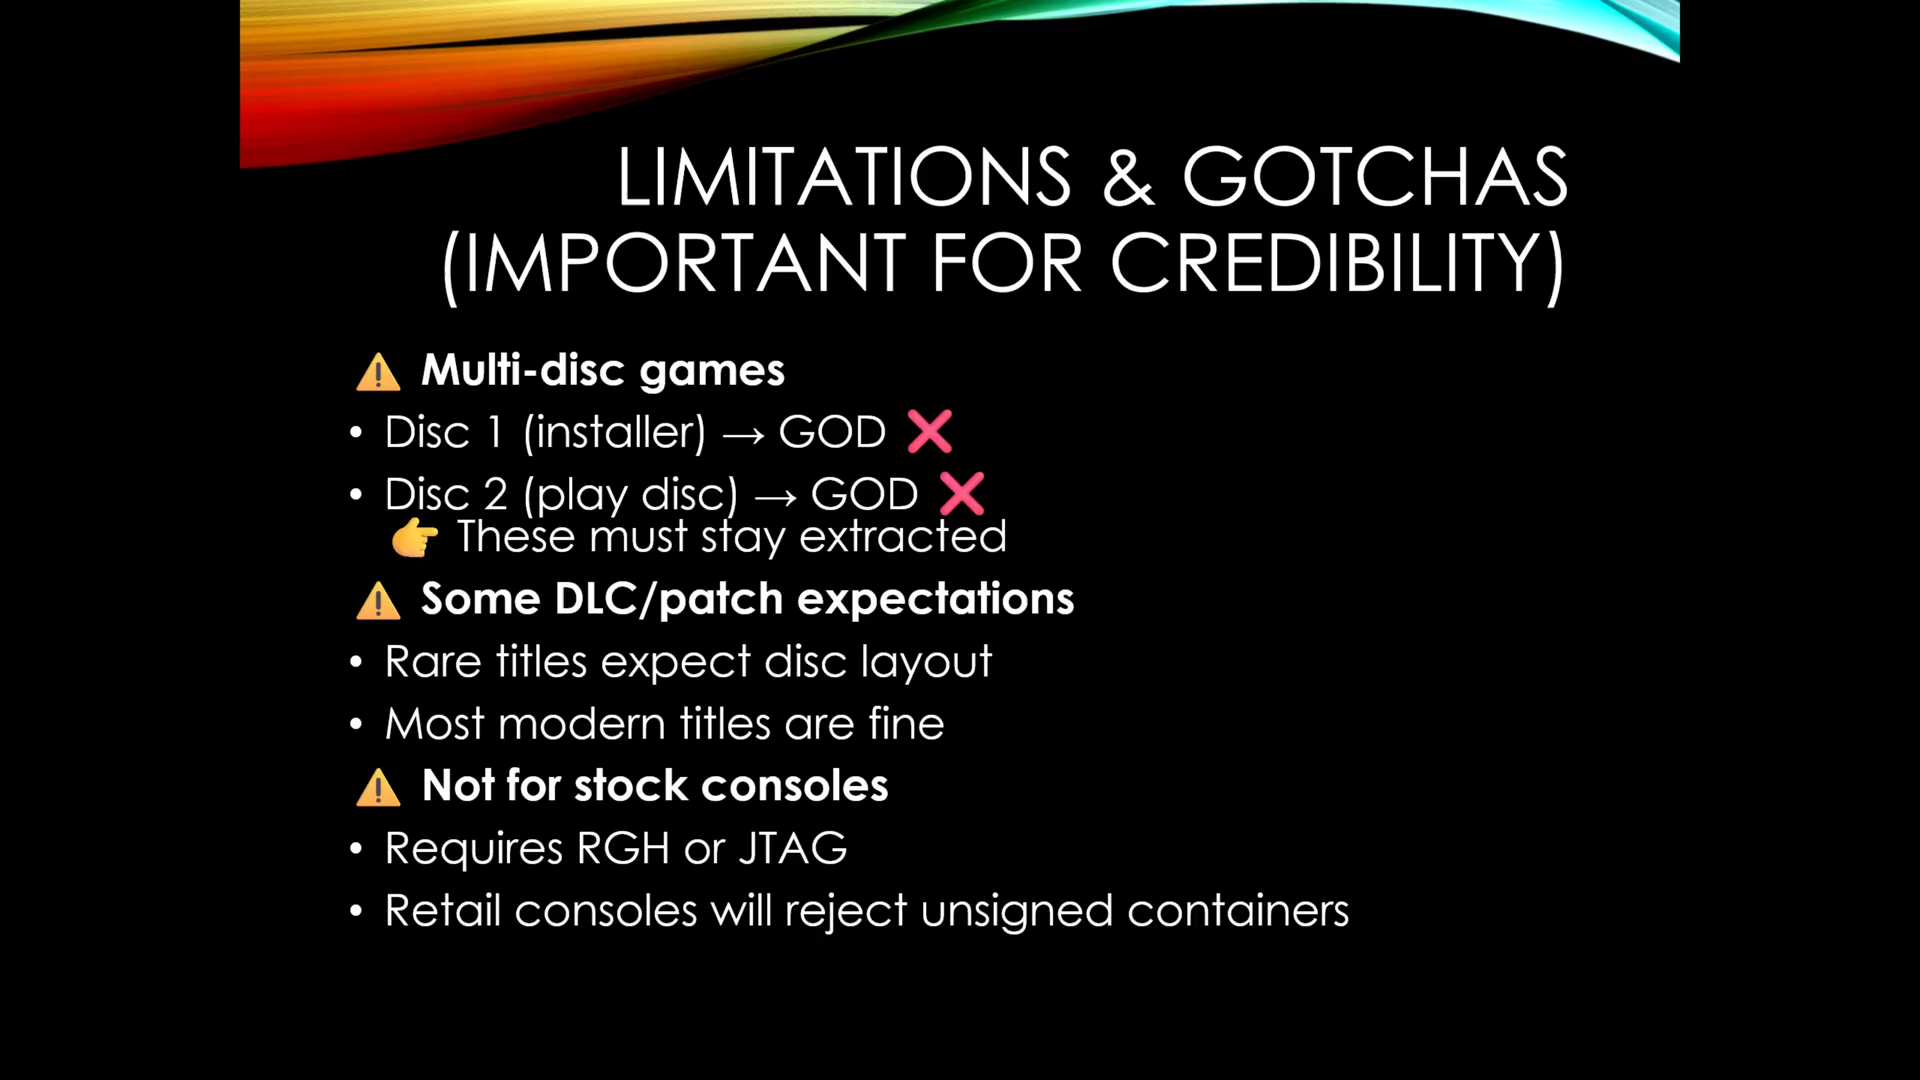 LIMITATIONS & GOTCHAS
(IMPORTANT FOR CREDIBILITY)
⚠️ Multi-disc games
• Disc 1 (installer) → GOD ❌
• Disc 2 (play disc) → GOD ❌
👉 These must stay extracted
⚠️ Some DLC/patch expectations
• Rare titles expect disc layout
• Most modern titles are fine
⚠️ Not for stock consoles
• Requires RGH or JTAG
• Retail consoles will reject unsigned containers